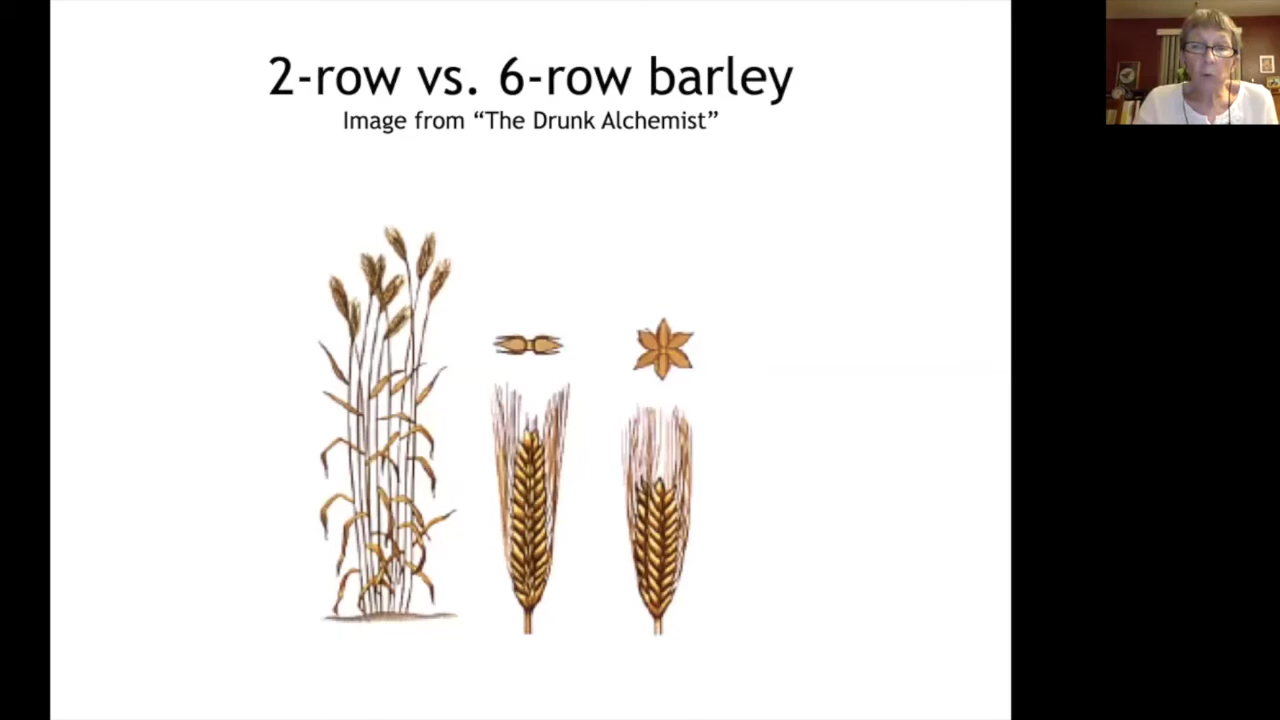 2-row vs. 6-row barley
Image from “The Drunk Alchemist”